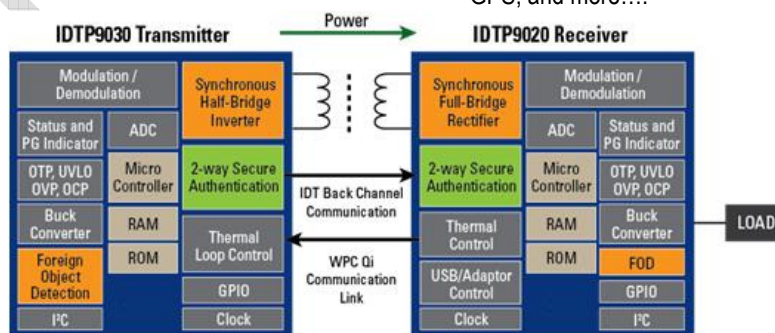 GPS, and more....
Power
IDTP9030 Transmitter
IDTP9020 Receiver
Modulation /
Demodulation
Synchronous
Half-Bridge
Inverter
Status and
PG Indicator
ADC
OTP, UVLO
OVP, OCP
Micro
Controller
2-way Secure
Authentication
Buck
Converter
RAM
Thermal
Loop Control
Foreign
Object
Detection
ROM
GPIO
I²C
Clock
IDT Back Channel
Communication
WPC Qi
Communication
Link
Synchronous
Full-Bridge
Rectifier
Modulation /
Demodulation
ADC
Status and
PG Indicator
2-way Secure
Authentication
Micro
Controller
OTP, UVLO
OVP, OCP
Thermal
Control
RAM
Buck
Converter
USB/Adaptor
Control
ROM
FOD
GPIO
Clock
I²C
LOAD